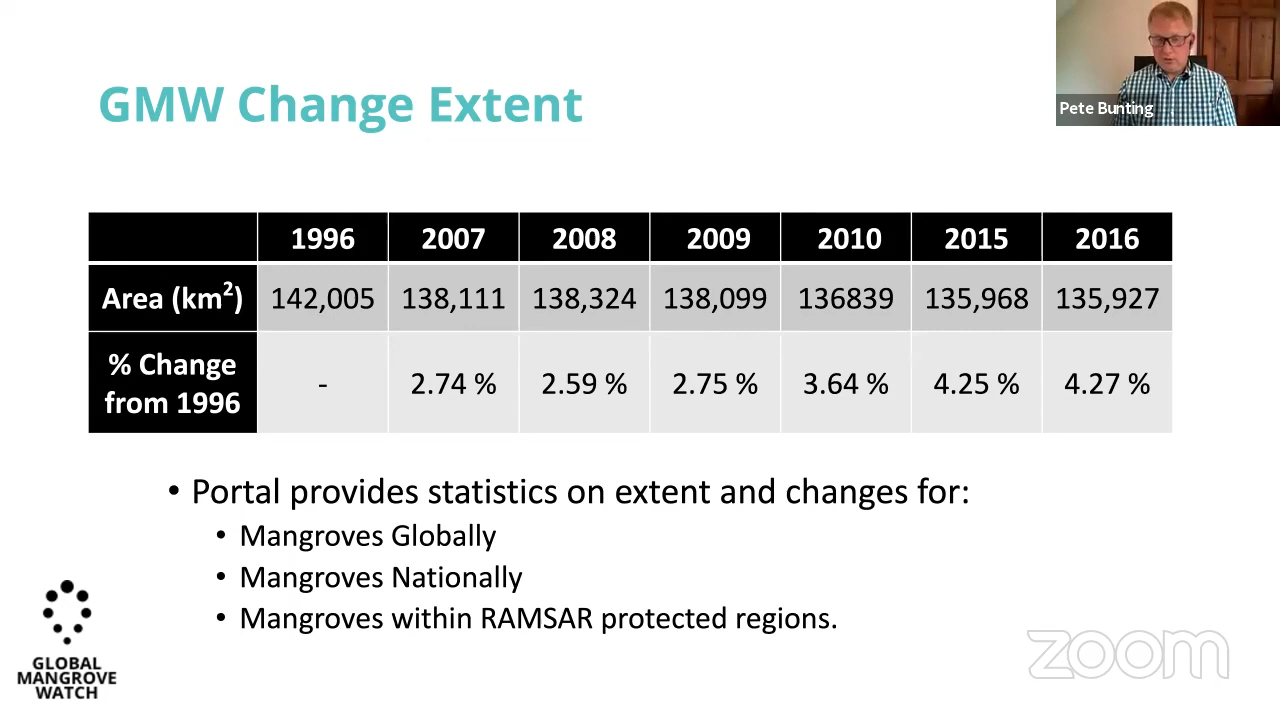 GMW Change Extent
Pete Bunting
1996 2007 2008 2009 2010 2015 2016
Area (km²) 142,005 138,111 138,324 138,099 136839 135,968 135,927
% Change
from 1996 - 2.74 % 2.59 % 2.75 % 3.64 % 4.25 % 4.27 %
• Portal provides statistics on extent and changes for:
• Mangroves Globally
• Mangroves Nationally
• Mangroves within RAMSAR protected regions.
GLOBAL
MANGROVE
WATCH
zoom